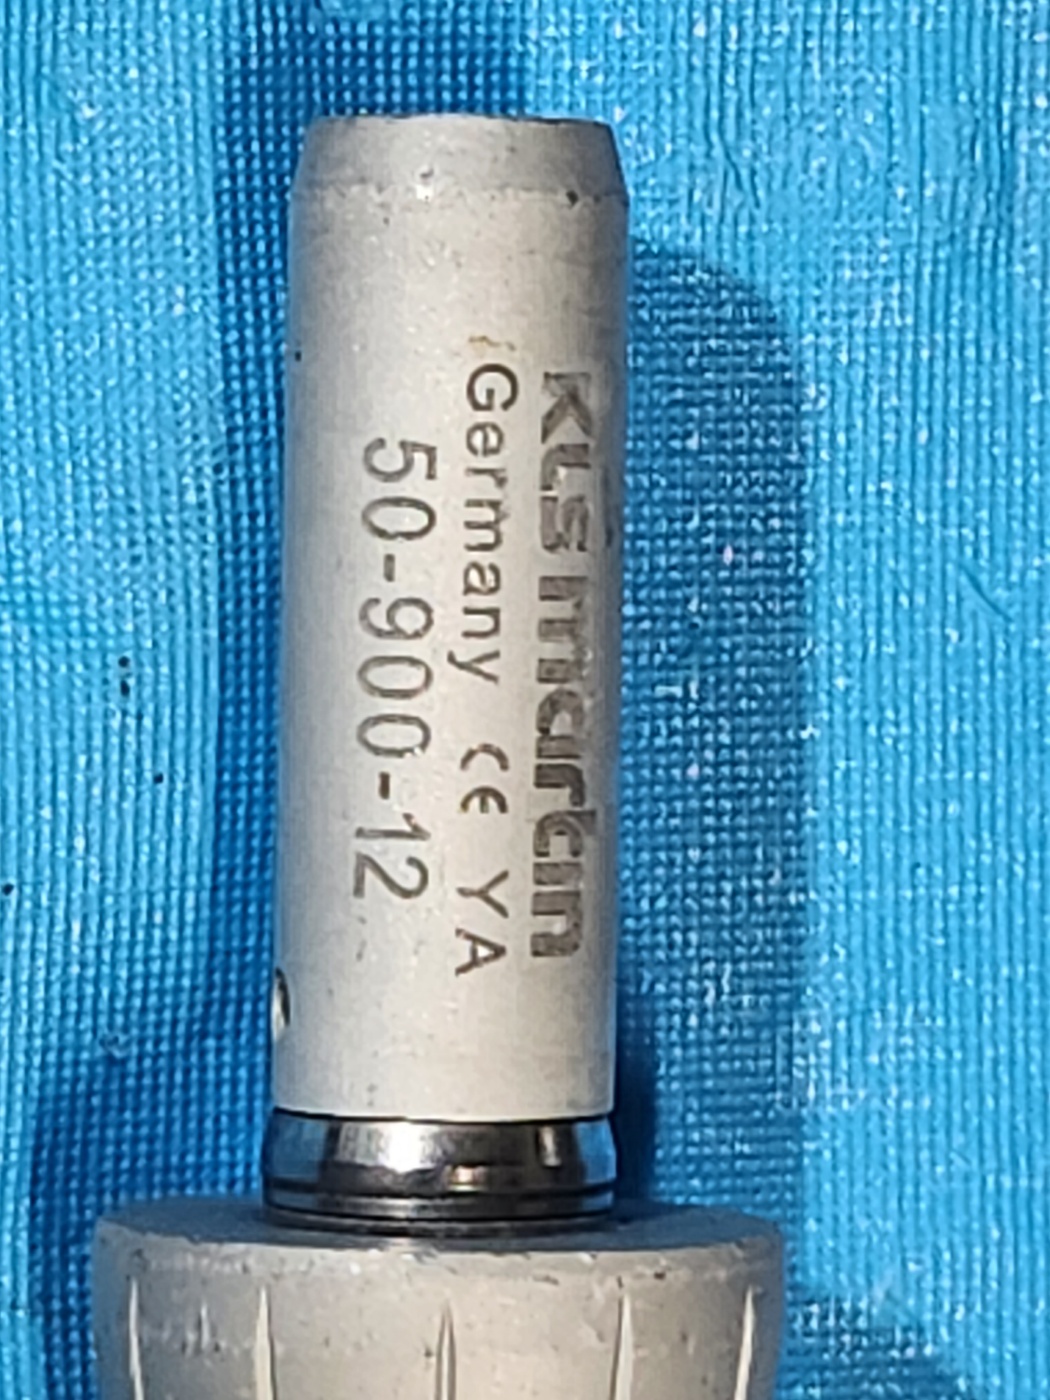 KLS martin
Germany CE YA
50-900-12